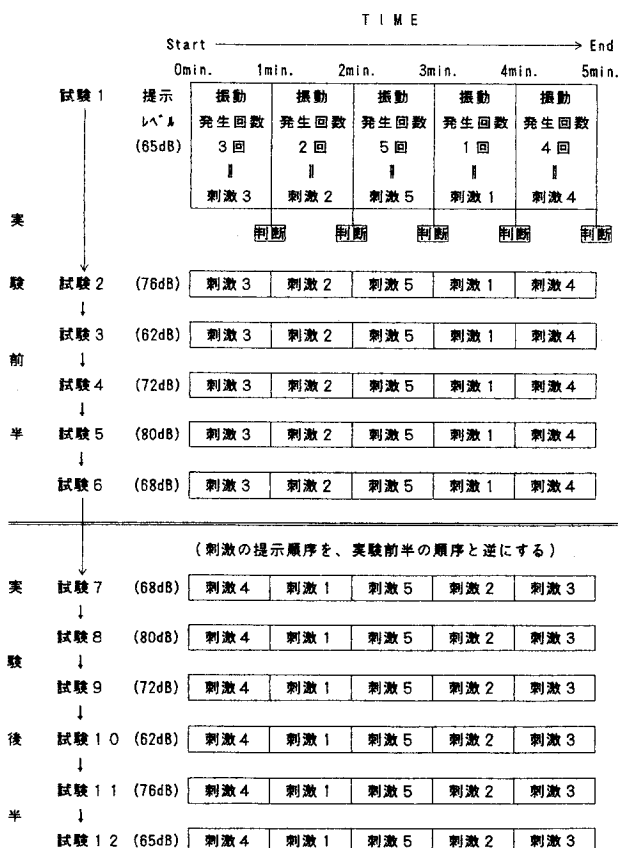 TIME
Start End
0min. 1min. 2min. 3min. 4min. 5min.
試験1 提示 振動 振動 振動 振動 振動
レベル 発生回数 発生回数 発生回数 発生回数 発生回数
(65dB) 3回 2回 5回 1回 4回
‖ ‖ ‖ ‖ ‖
刺激3 刺激2 刺激5 刺激1 刺激4
実
判断 判断 判断 判断 判断
験 試験2 (76dB) 刺激3 刺激2 刺激5 刺激1 刺激4
↓
試験3 (62dB) 刺激3 刺激2 刺激5 刺激1 刺激4
前 ↓
試験4 (72dB) 刺激3 刺激2 刺激5 刺激1 刺激4
↓
半 試験5 (80dB) 刺激3 刺激2 刺激5 刺激1 刺激4
↓
試験6 (68dB) 刺激3 刺激2 刺激5 刺激1 刺激4
(刺激の提示順序を、実験前半の順序と逆にする)
実 試験7 (68dB) 刺激4 刺激1 刺激5 刺激2 刺激3
↓
試験8 (80dB) 刺激4 刺激1 刺激5 刺激2 刺激3
験 ↓
試験9 (72dB) 刺激4 刺激1 刺激5 刺激2 刺激3
↓
後 試験10 (62dB) 刺激4 刺激1 刺激5 刺激2 刺激3
↓
試験11 (76dB) 刺激4 刺激1 刺激5 刺激2 刺激3
半 ↓
試験12 (65dB) 刺激4 刺激1 刺激5 刺激2 刺激3